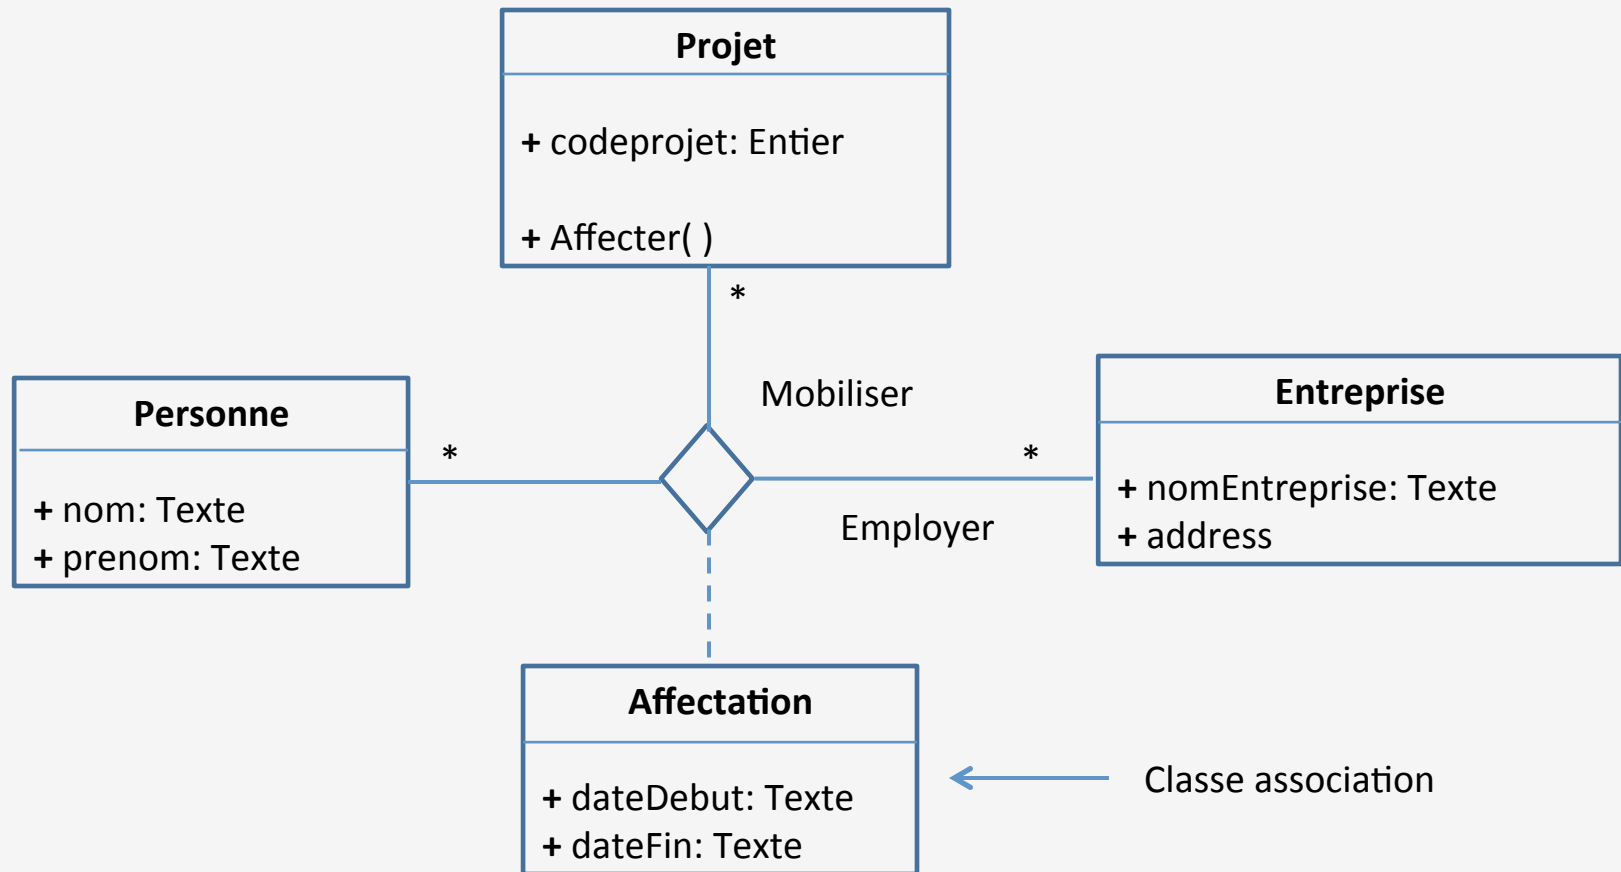 Projet
+ codeprojet: Entier
+ Affecter( )
*
Mobiliser
Personne
+ nom: Texte
+ prenom: Texte
*
*
Employer
Entreprise
+ nomEntreprise: Texte
+ address
Affectation
+ dateDebut: Texte
+ dateFin: Texte
Classe association